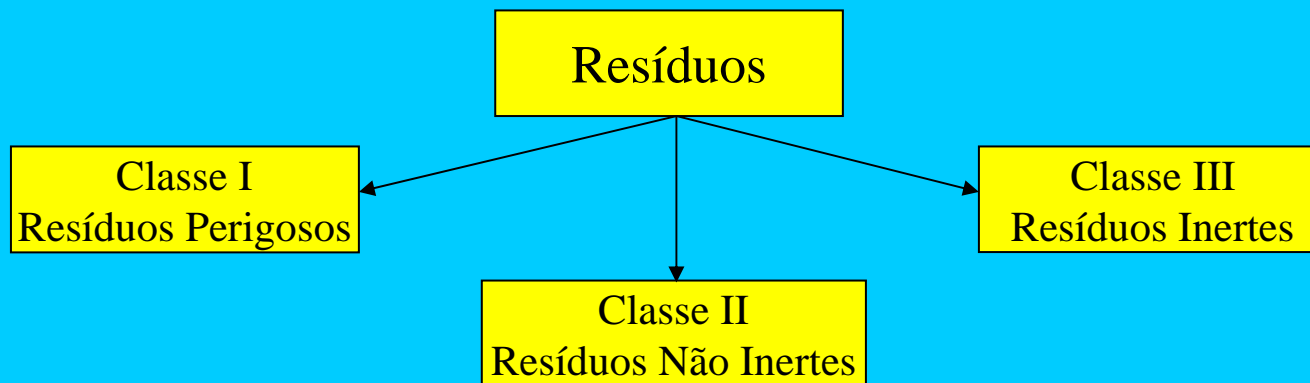 Resíduos
Classe I
Resíduos Perigosos
Classe II
Resíduos Não Inertes
Classe III
Resíduos Inertes